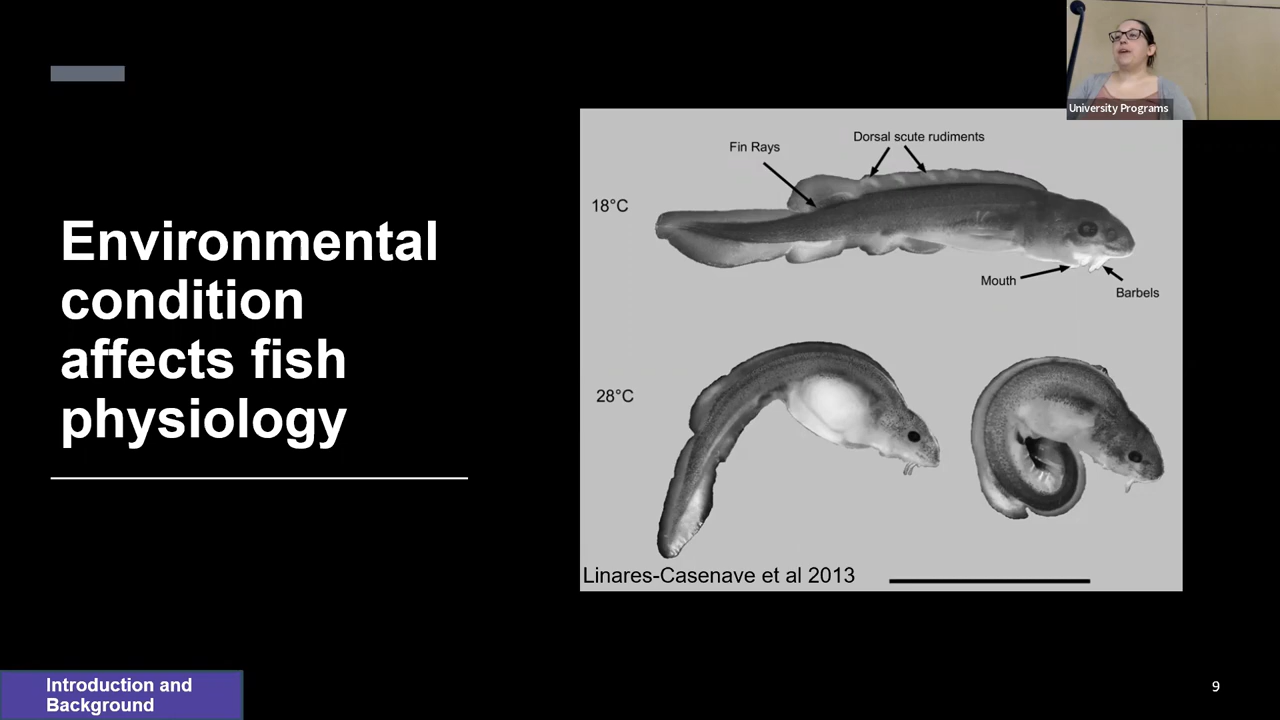 University Programs
Environmental
condition
affects fish
physiology
Dorsal scute rudiments
Fin Rays
18°C
Mouth
Barbels
28°C
Linares-Casenave et al 2013
Introduction and
Background
9